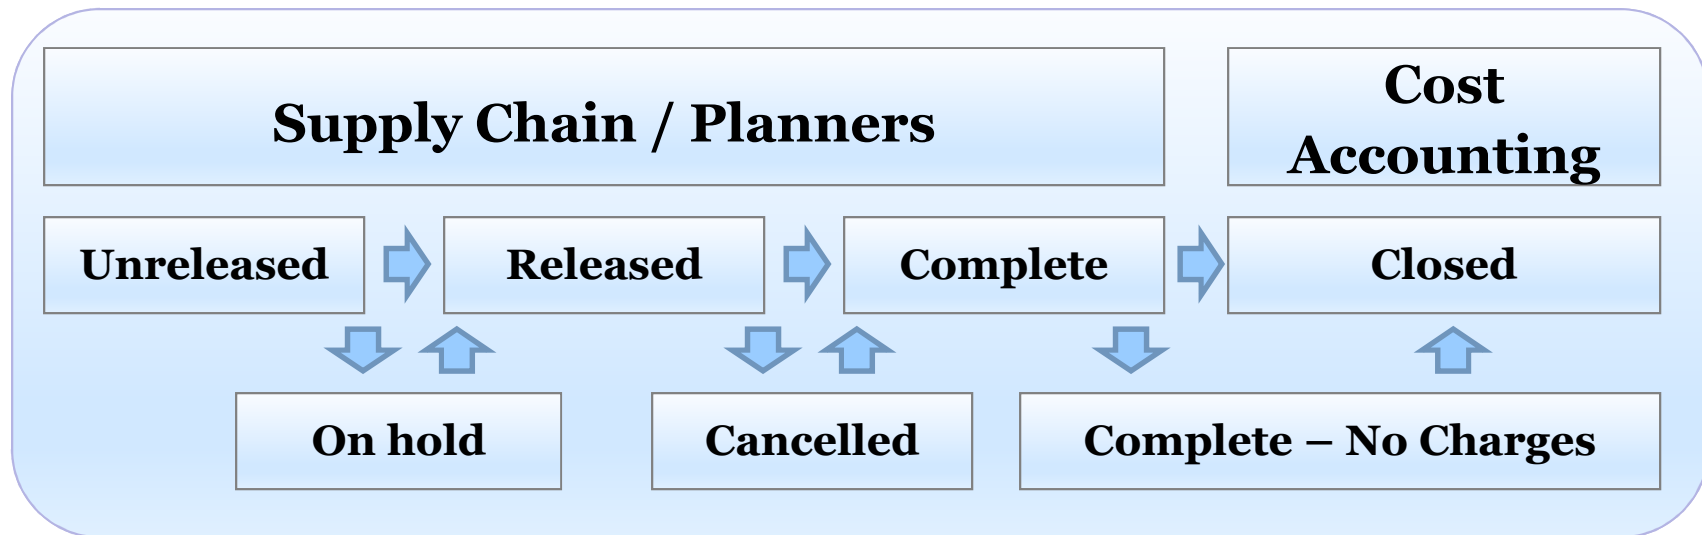 Supply Chain / Planners
Cost
Accounting
Unreleased
Released
Complete
Closed
On hold
Cancelled
Complete – No Charges